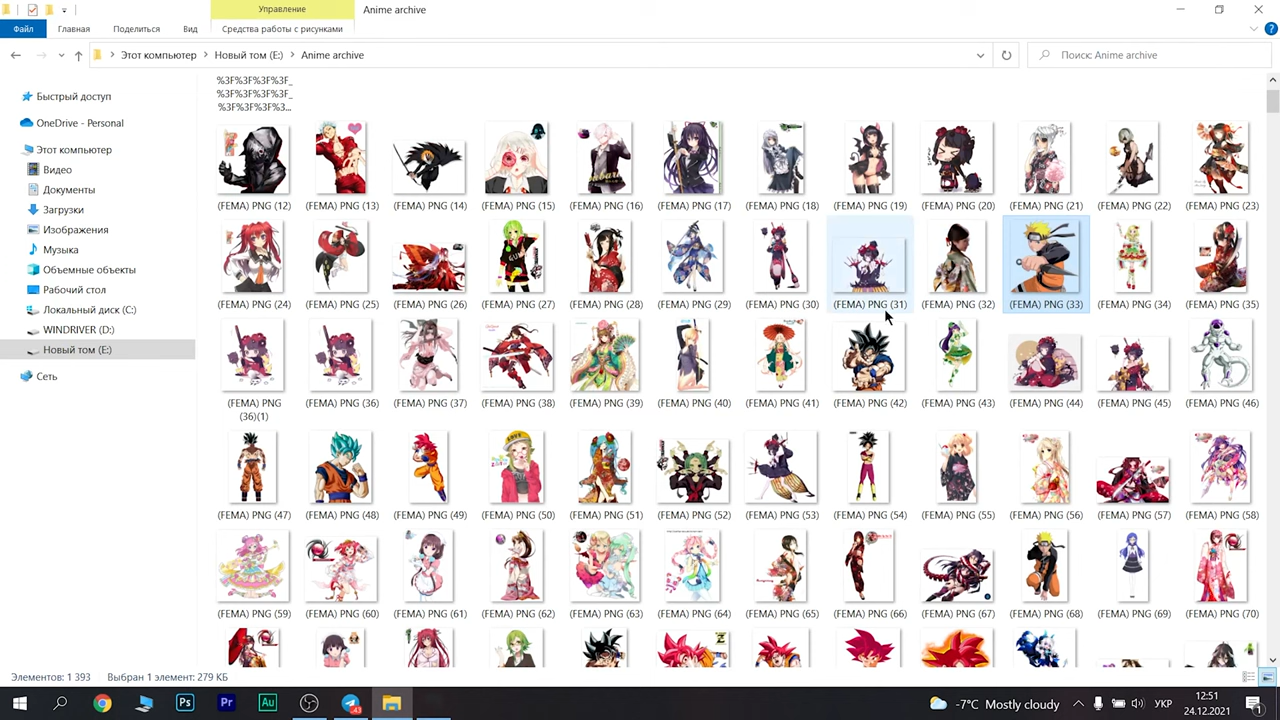 Управление
Anime archive
Файл
Главная
Поделиться
Вид
Средства работы с рисунками
Этот компьютер
Новый том (E:)
Anime archive
Поиск: Anime archive
%3F%3F%3F%3F_
%3F%3F%3F%3F_
%3F%3F%3F%3...
Быстрый доступ
OneDrive - Personal
Этот компьютер
Видео
Документы
Загрузки
Изображения
Музыка
Объемные объекты
Рабочий стол
Локальный диск (C:)
WINDRIVER (D:)
Новый том (E:)
Сеть
(FEMA) PNG (12)
(FEMA) PNG (13)
(FEMA) PNG (14)
(FEMA) PNG (15)
(FEMA) PNG (16)
(FEMA) PNG (17)
(FEMA) PNG (18)
(FEMA) PNG (19)
(FEMA) PNG (20)
(FEMA) PNG (21)
(FEMA) PNG (22)
(FEMA) PNG (23)
(FEMA) PNG (24)
(FEMA) PNG (25)
(FEMA) PNG (26)
(FEMA) PNG (27)
(FEMA) PNG (28)
(FEMA) PNG (29)
(FEMA) PNG (30)
(FEMA) PNG (31)
(FEMA) PNG (32)
(FEMA) PNG (33)
(FEMA) PNG (34)
(FEMA) PNG (35)
(FEMA) PNG
(36)(1)
(FEMA) PNG (36)
(FEMA) PNG (37)
(FEMA) PNG (38)
(FEMA) PNG (39)
(FEMA) PNG (40)
(FEMA) PNG (41)
(FEMA) PNG (42)
(FEMA) PNG (43)
(FEMA) PNG (44)
(FEMA) PNG (45)
(FEMA) PNG (46)
(FEMA) PNG (47)
(FEMA) PNG (48)
(FEMA) PNG (49)
(FEMA) PNG (50)
(FEMA) PNG (51)
(FEMA) PNG (52)
(FEMA) PNG (53)
(FEMA) PNG (54)
(FEMA) PNG (55)
(FEMA) PNG (56)
(FEMA) PNG (57)
(FEMA) PNG (58)
(FEMA) PNG (59)
(FEMA) PNG (60)
(FEMA) PNG (61)
(FEMA) PNG (62)
(FEMA) PNG (63)
(FEMA) PNG (64)
(FEMA) PNG (65)
(FEMA) PNG (66)
(FEMA) PNG (67)
(FEMA) PNG (68)
(FEMA) PNG (69)
(FEMA) PNG (70)
Элементов: 1 393
Выбран 1 элемент: 279 КБ
Ps
Pr
Au
43
-7°C Mostly cloudy
УКР
12:51
24.12.2021